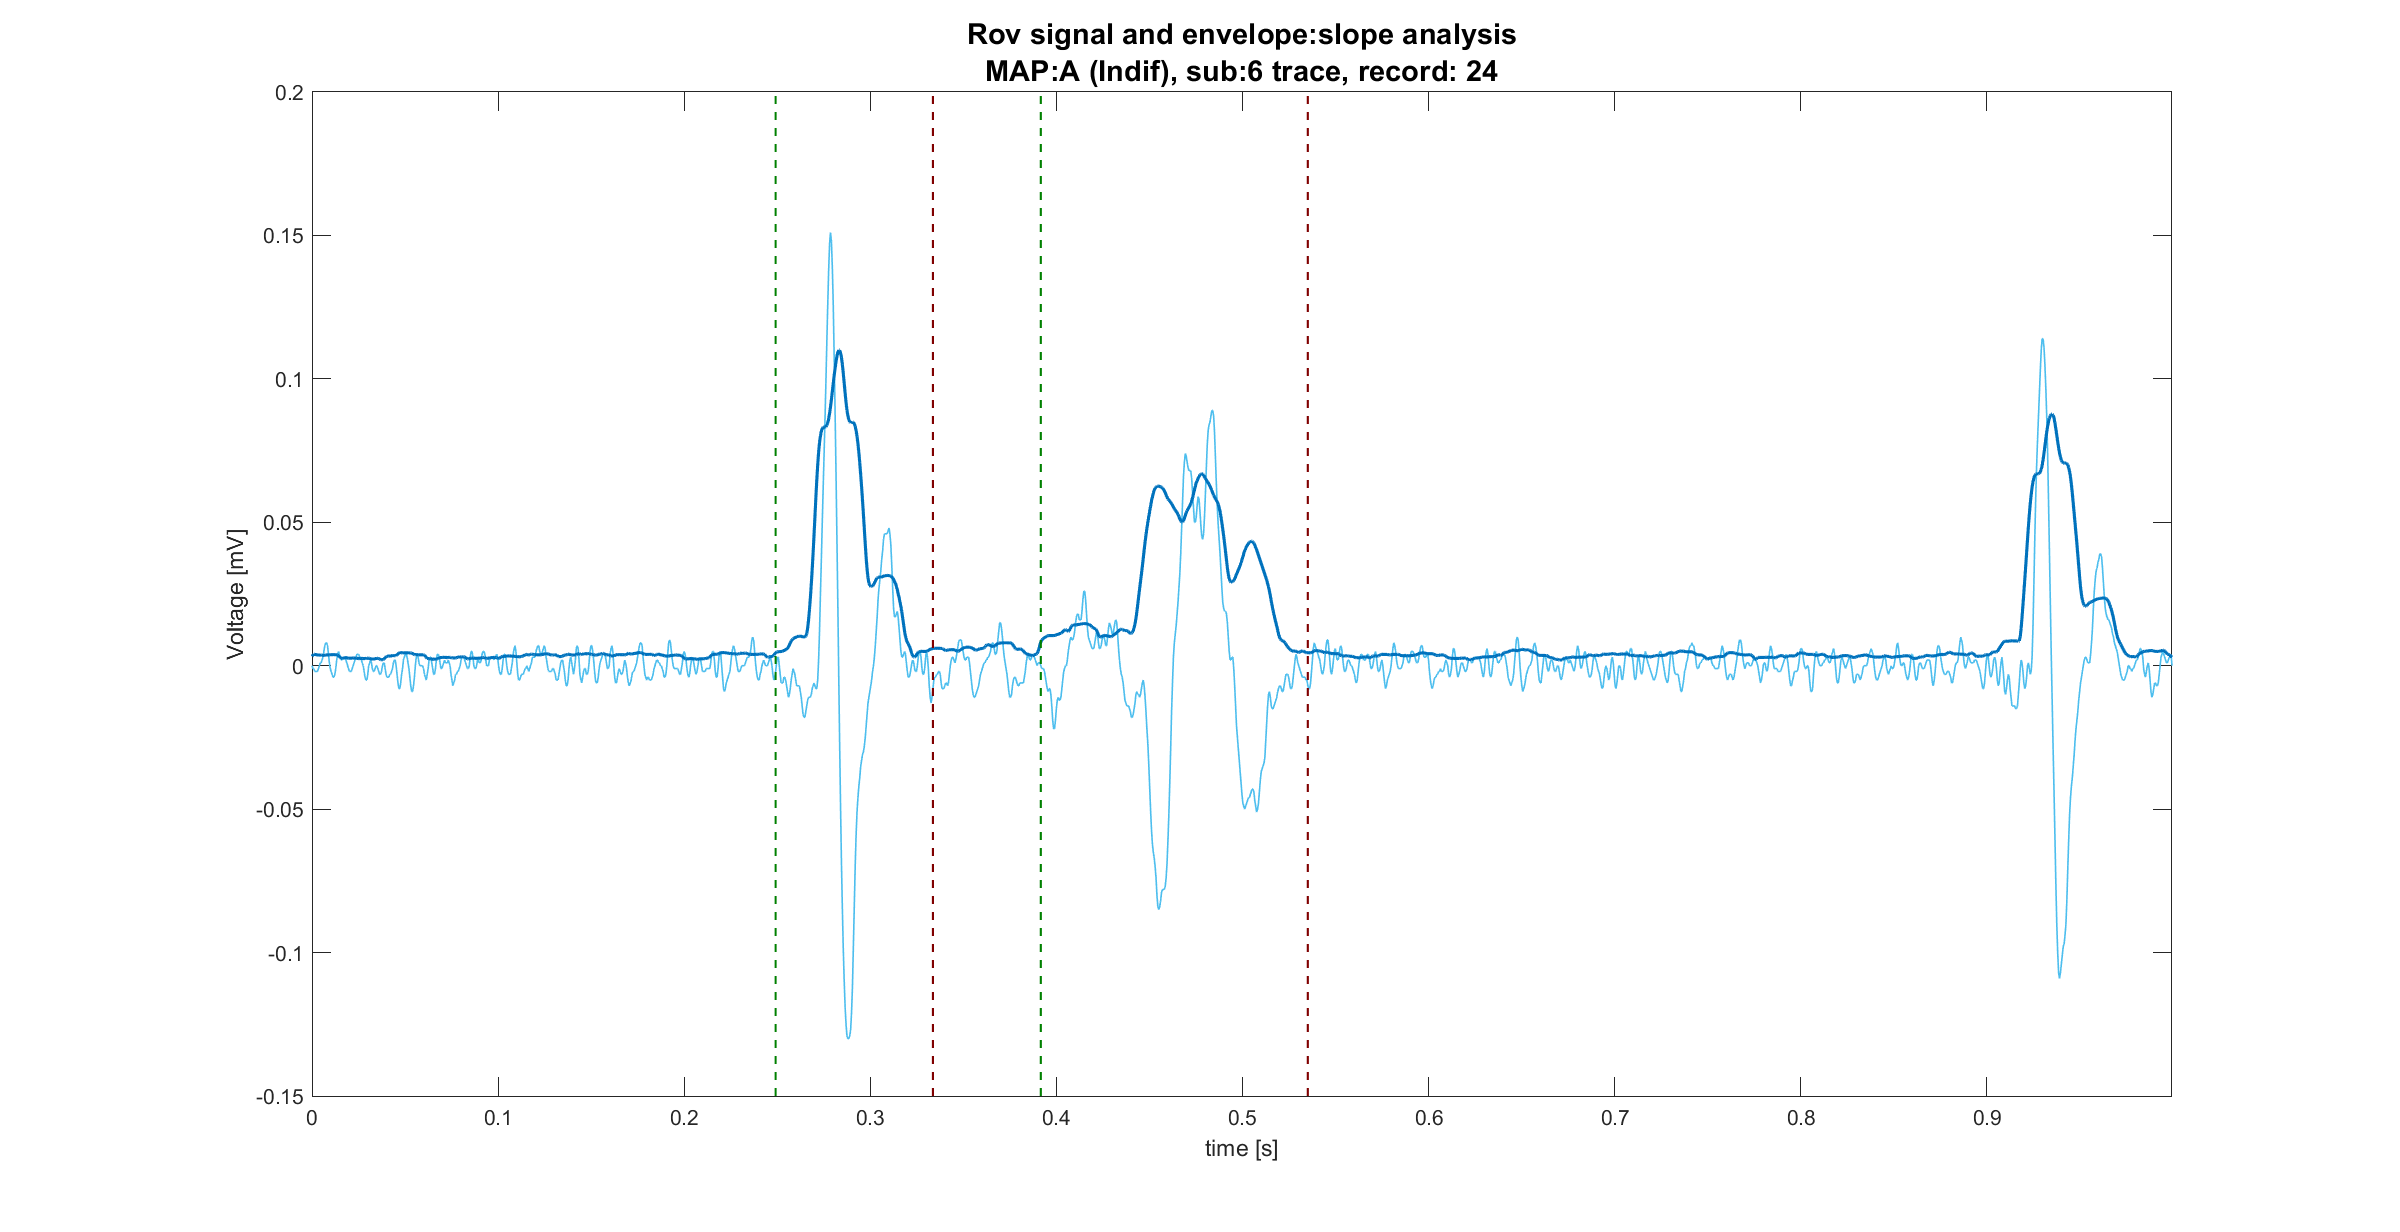 Rov signal and envelope:slope analysis
MAP:A (Indif), sub:6 trace, record: 24
0.2
0.15
0.1
0.05
0
-0.05
-0.1
-0.15
Voltage [mV]
0 0.1 0.2 0.3 0.4 0.5 0.6 0.7 0.8 0.9
time [s]